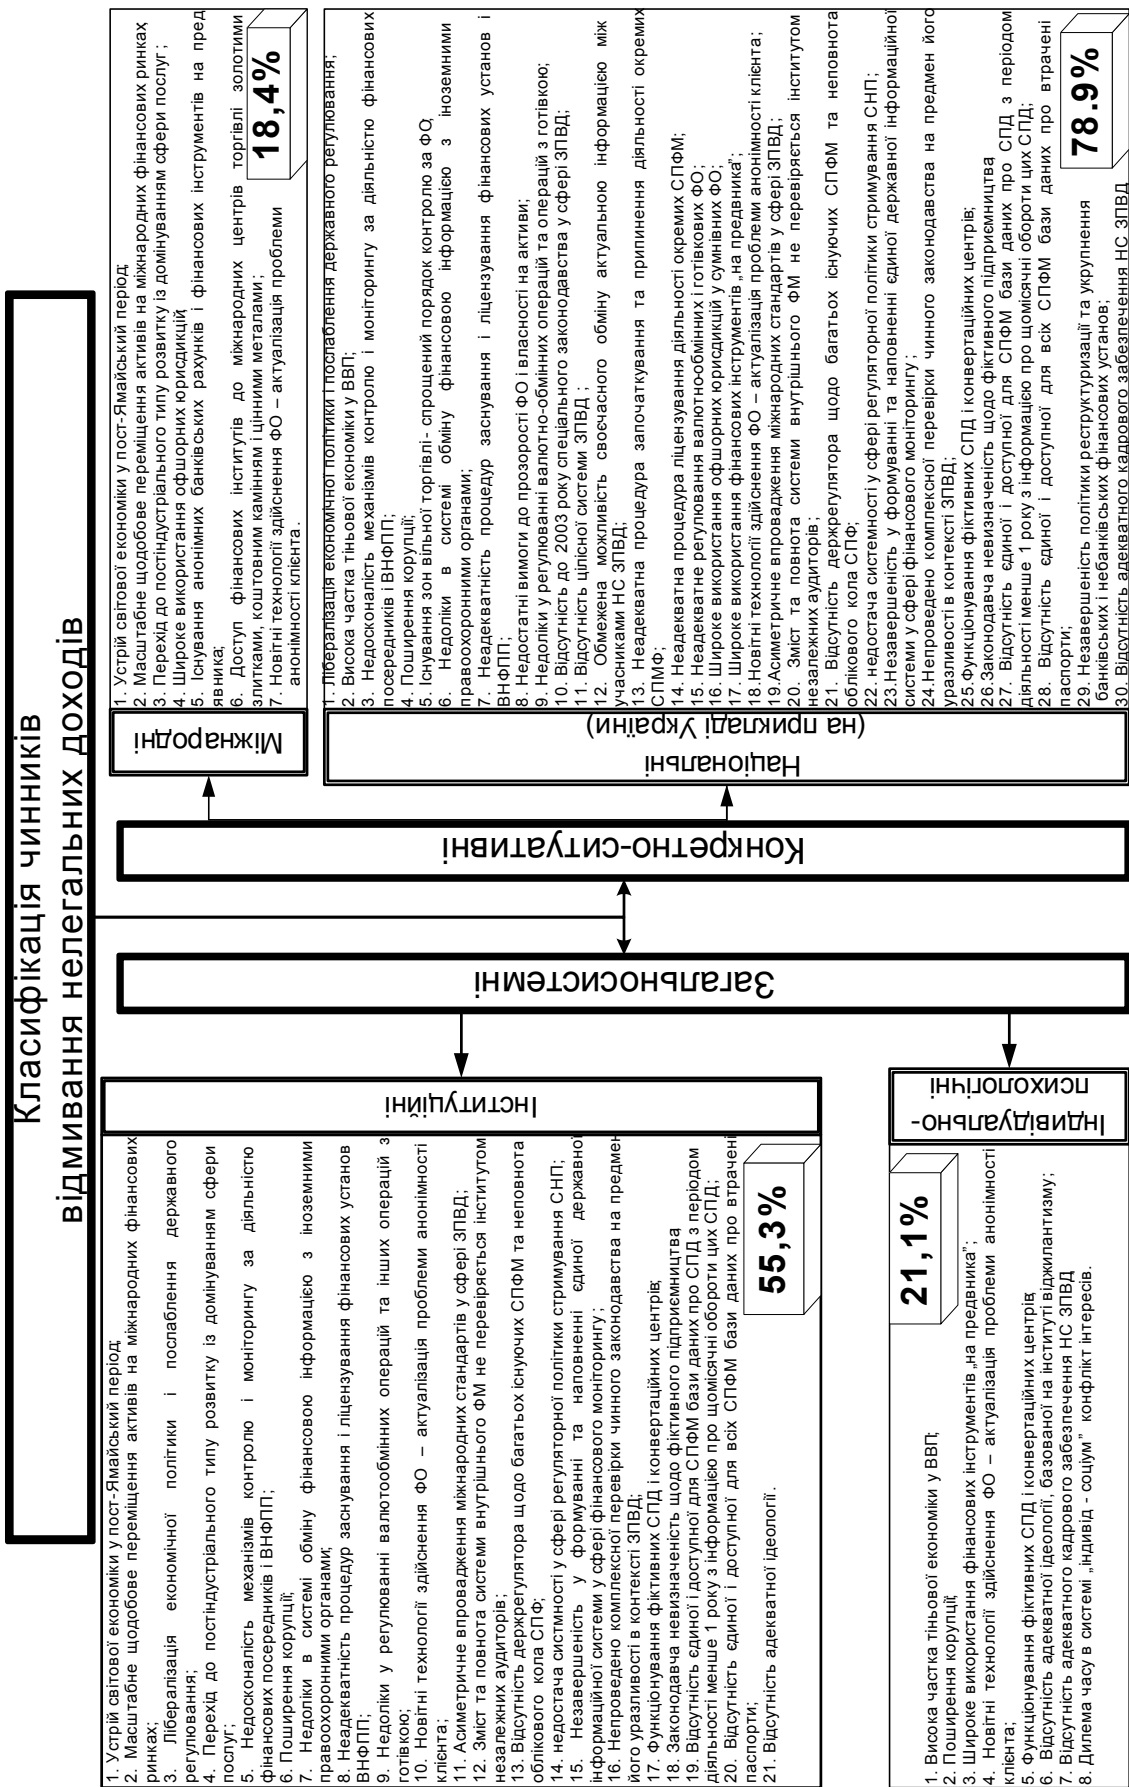 Класифікація чинників
відмивання нелегальних доходів
Загальносистемні
Конкретно-ситуативні
Інституційні
1. Устрій світової економіки у пост-Ямайський період;
2. Масштабне щодобове переміщення активів на міжнародних фінансових
ринках;
3. Лібералізація економічної політики і послаблення державного
регулювання;
4. Перехід до постіндустріального типу розвитку із домінуванням сфери
послуг;
5. Недосконалість механізмів контролю і моніторингу за діяльністю
фінансових посередників і ВНФПП;
6. Поширення корупції;
7. Недоліки в системі обміну фінансовою інформацією з іноземними
правоохоронними органами;
8. Неадекватність процедур заснування і ліцензування фінансових установ
ВНФПП;
9. Недоліки у регулюванні валютообмінних операцій та інших операцій з
готівкою;
10. Новітні технології здійснення ФО – актуалізація проблеми анонімності
клієнта;
11. Асиметричне впровадження міжнародних стандартів у сфері ЗПВД;
12. Зміст та повнота системи внутрішнього ФМ не перевіряється інститутом
незалежних аудиторів;
13. Відсутність держрегулятора щодо багатьох існуючих СПФМ та неповнота
облікового кола СПФ;
14. недостача системності у сфері регуляторної політики стримування СНП;
15. Незавершеність у формуванні та наповненні єдиної державної
інформаційної системи у сфері фінансового моніторингу;
16. Непроведено комплексної перевірки чинного законодавства на предмен
його уразливості в контексті ЗПВД;
17. Функціонування фіктивних СПД і конвертаційних центрів;
18. Законодавча невизначеність щодо фіктивного підприємництва
19. Відсутність єдиної і доступної для СПФМ бази даних про СПД з періодом
діяльності менше 1 року з інформацією про щомісячні обороти цих СПД;
20. Відсутність єдиної і доступної для всіх СПФМ бази даних про втрачені
паспорти;
21. Відсутність адекватної ідеології.
55,3%
Індивідуально-
психологічні
1. Висока частка тіньової економіки у ВВП;
2. Поширення корупції;
3. Широке використання фінансових інструментів „на предвника”;
4. Новітні технології здійснення ФО – актуалізація проблеми анонімності
клієнта;
5. Функціонування фіктивних СПД і конвертаційних центрів
6. Відсутність адекватної ідеології, базованої на інституті віджилантизму;
7. Відсутність адекватного кадрового забезпечення НС ЗПВД
8. Дилема часу в системі „індивід - соціум” конфлікт інтересів.
21,1%
Міжнародні
1. Устрій світової економіки у пост-Ямайський період;
2. Масштабне щодобове переміщення активів на міжнародних фінансових ринках
3. Перехід до постіндустріального типу розвитку із домінуванням сфери послуг;
4. Широке використання офшорних юрисдикцій
5. Існування анонімних банківських рахунків і фінансових інструментів на пред
явника;
6. Доступ фінансових інститутів до міжнародних центрів торгівлі золотими
злитками, коштовним камінням і цінними металами;
7. Новітні технології здійснення ФО – актуалізація проблеми
анонімності клієнта.
18,4%
Національні
(на прикладі України)
1. Лібералізація економічної політики і послаблення державного регулювання;
2. Висока частка тіньової економіки у ВВП;
3. Недосконалість механізмів контролю і моніторингу за діяльністю фінансових
посередників і ВНФПП;
4. Поширення корупції;
5. Існування зон вільної торгівлі- спрощений порядок контролю за ФО;
6. Недоліки в системі обміну фінансовою інформацією з іноземними
правоохоронними органами;
7. Неадекватність процедур заснування і ліцензування фінансових установ і
ВНФПП;
8. Недостатні вимоги до прозорості ФО і власності на активи;
9. Недоліки у регулюванні валютно-обмінних операцій та операцій з готівкою;
10. Відсутність до 2003 року спеціального законодавства у сфері ЗПВД;
11. Відсутність цілісної системи ЗПВД ;
12. Обмежена можливість своєчасного обміну актуальною інформацією між
учасниками НС ЗПВД;
13. Неадекватна процедура започаткування та припинення діяльності окремих
СПМФ;
14. Неадекватна процедура ліцензування діяльності окремих СПФМ;
15. Неадекватне регулювання валютно-обмінних і готівкових ФО;
16. Широке використання офшорних юрисдикцій у сумнівних ФО;
17. Широке використання фінансових інструментів „на предвника”;
18.Новітні технології здійснення ФО – актуалізація проблеми анонімності клієнта;
19.Асиметричне впровадження міжнародних стандартів у сфері ЗПВД;
20. Зміст та повнота системи внутрішнього ФМ не перевіряється інститутом
незалежних аудиторів;
21. Відсутність держрегулятора щодо багатьох існуючих СПФМ та неповнота
облікового кола СПФ;
22. недостача системності у сфері регуляторної політики стримування СНП;
23.Незавершеність у формуванні та наповненні єдиної державної інформаційної
системи у сфері фінансового моніторингу;
24.Непроведено комплексної перевірки чинного законодавства на предмен його
уразливості в контексті ЗПВД;
25.Функціонування фіктивних СПД і конвертаційних центрів;
26.Законодавча невизначеність щодо фіктивного підприємництва
27. Відсутність єдиної і доступної для СПФМ бази даних про СПД з періодом
діяльності менше 1 року з інформацією про щомісячні обороти цих СПД;
28. Відсутність єдиної і доступної для всіх СПФМ бази даних про втрачені
паспорти;
29. Незавершеність політики реструктуризації та укрупнення
банківських і небанківських фінансових установ;
30. Відсутність адекватного кадрового забезпечення НС ЗПВД
78.9%